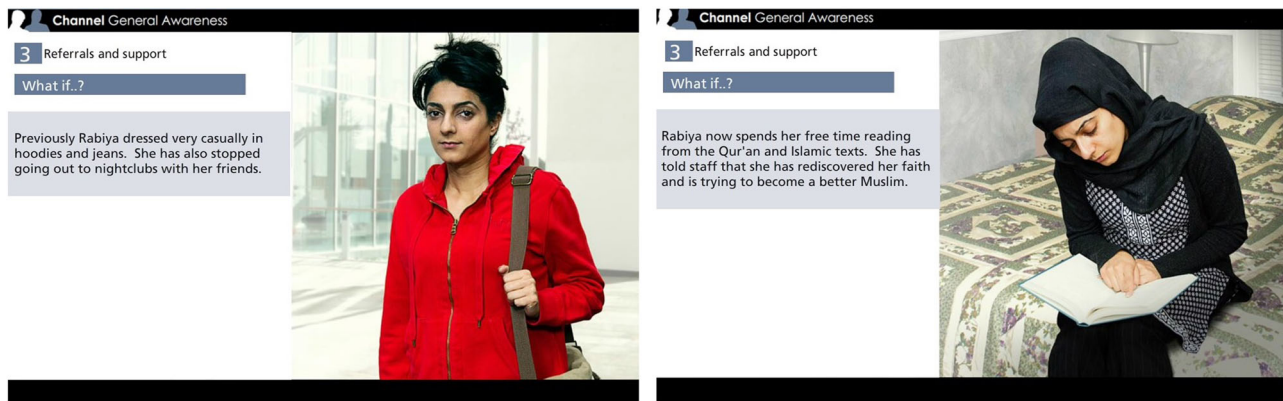 Channel General Awareness
3 Referrals and support
What if..?
Previously Rabiya dressed very casually in
hoodies and jeans. She has also stopped
going out to nightclubs with her friends.
Channel General Awareness
3 Referrals and support
What if..?
Rabiya now spends her free time reading
from the Qur'an and Islamic texts. She has
told staff that she has rediscovered her faith
and is trying to become a better Muslim.